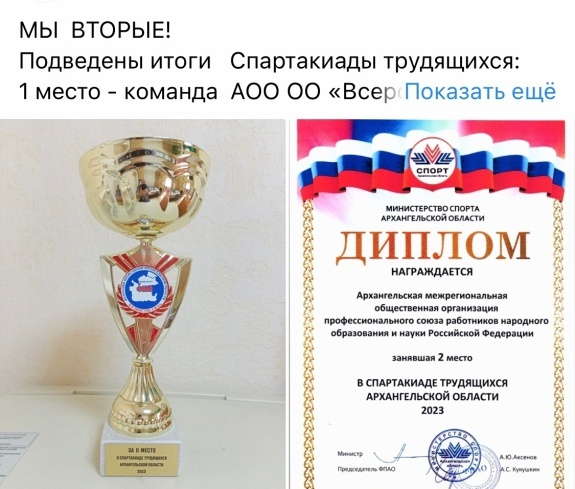 МЫ ВТОРЫЕ!
Подведены итоги Спартакиады трудящихся:
1 место - команда АОО ОО «Всер
Показать ещё
ЗА II МЕСТО
В СПАРТАКИАДЕ ТРУДЯЩИХСЯ
АРХАНГЕЛЬСКОЙ ОБЛАСТИ
2023
СПОРТ
Архангельская область
МИНИСТЕРСТВО СПОРТА
АРХАНГЕЛЬСКОЙ ОБЛАСТИ
ДИПЛОМ
НАГРАЖДАЕТСЯ
Архангельская межрегиональная
общественная организация
профессионального союза работников народного
образования и науки Российской Федерации
занявшая 2 место
В СПАРТАКИАДЕ ТРУДЯЩИХСЯ
АРХАНГЕЛЬСКОЙ ОБЛАСТИ
2023
Министр А.Ю.Аксенов
Председатель ФПАО А.С. Кукушкин